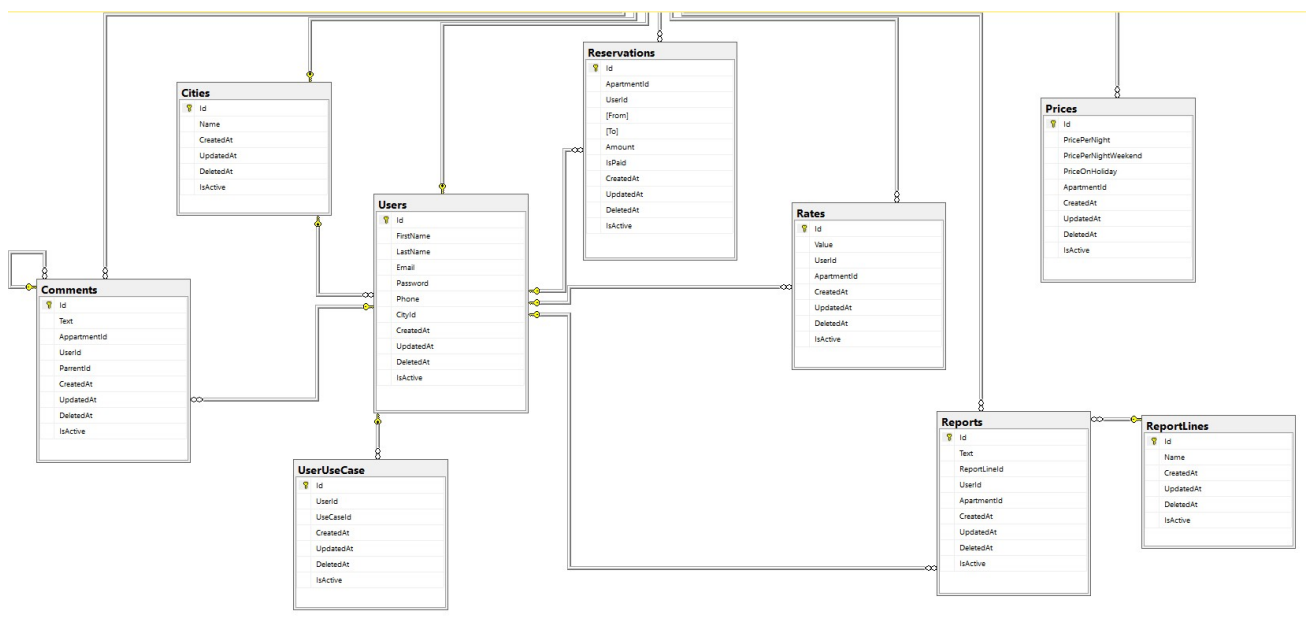 Reservations
Id
ApartmentId
UserId
[From]
[To]
Amount
IsPaid
CreatedAt
UpdatedAt
DeletedAt
IsActive
Cities
Id
Name
CreatedAt
UpdatedAt
DeletedAt
IsActive
Prices
Id
PricePerNight
PricePerNightWeekend
PriceOnHoliday
ApartmentId
CreatedAt
UpdatedAt
DeletedAt
IsActive
Users
Id
FirstName
LastName
Email
Password
Phone
CityId
CreatedAt
UpdatedAt
DeletedAt
IsActive
Rates
Id
Value
UserId
ApartmentId
CreatedAt
UpdatedAt
DeletedAt
IsActive
Comments
Id
Text
AppartmentId
UserId
ParrentId
CreatedAt
UpdatedAt
DeletedAt
IsActive
Reports
Id
Text
ReportLineId
UserId
ApartmentId
CreatedAt
UpdatedAt
DeletedAt
IsActive
ReportLines
Id
Name
CreatedAt
UpdatedAt
DeletedAt
IsActive
UserUseCase
Id
UserId
UseCaseId
CreatedAt
UpdatedAt
DeletedAt
IsActive